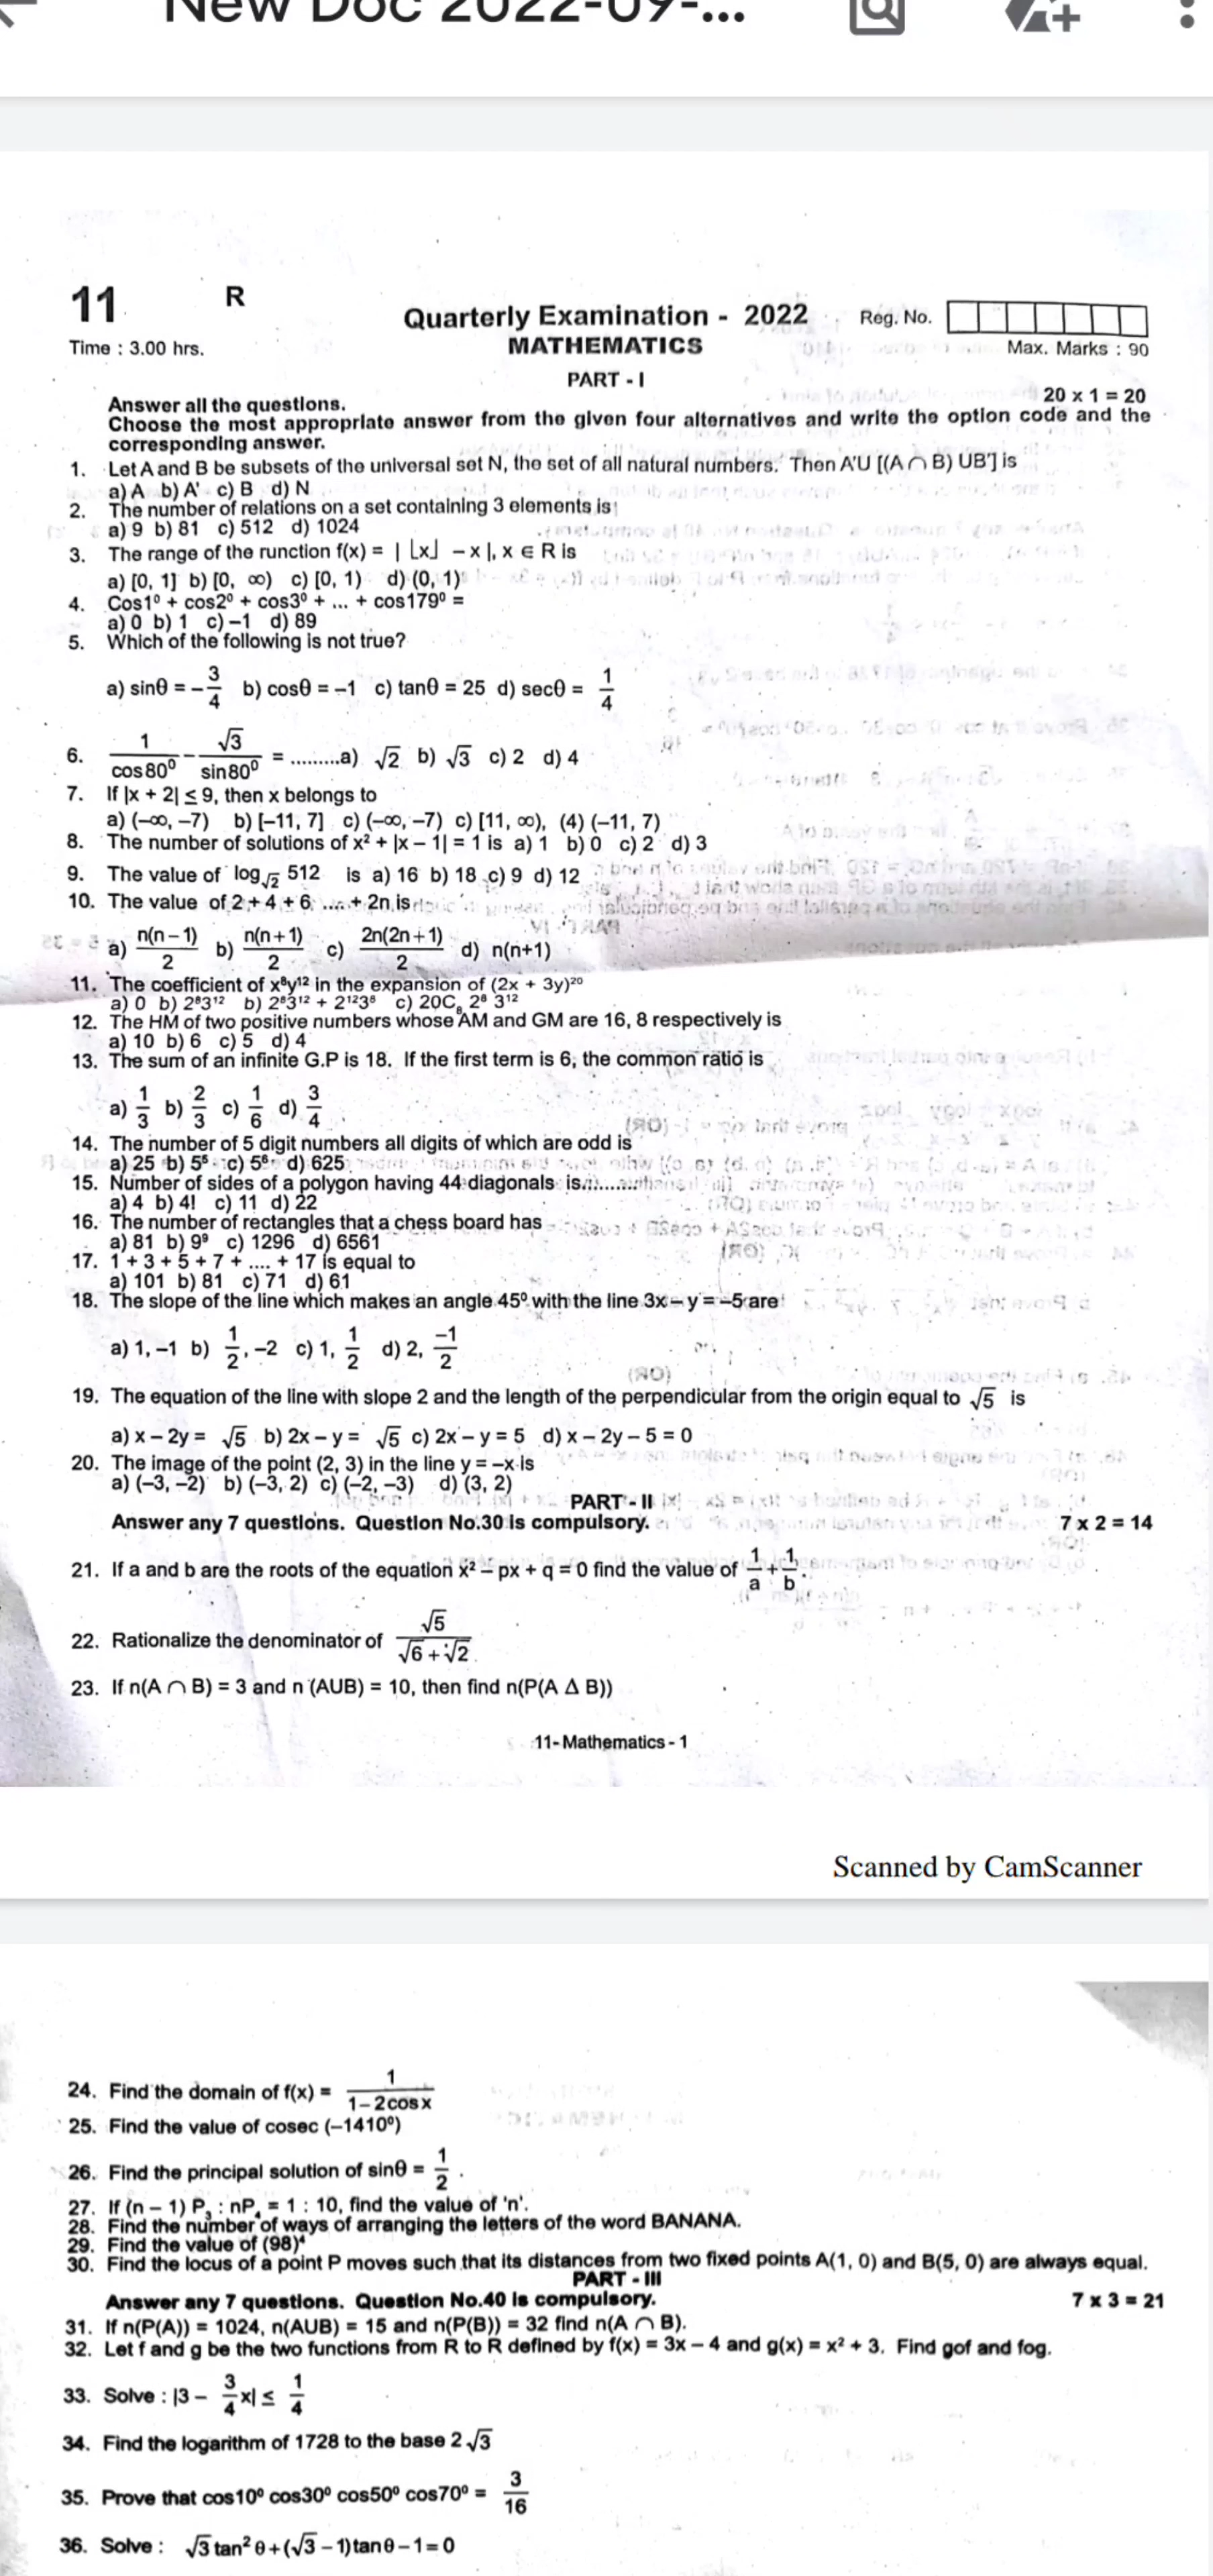 New Doc 2022-09-...
11 R
Quarterly Examination - 2022 Reg. No.
Time : 3.00 hrs. MATHEMATICS Max. Marks : 90
PART - I
Answer all the questions. 20 x 1 = 20
Choose the most appropriate answer from the given four alternatives and write the option code and the
corresponding answer.
1. Let A and B be subsets of the universal set N, the set of all natural numbers. Then A'U [(A ∩ B) UB'] is
a) A b) A' c) B d) N
2. The number of relations on a set containing 3 elements is
a) 9 b) 81 c) 512 d) 1024
3. The range of the runction f(x) = | ⌊x⌋ – x |, x ∈ R is
a) [0, 1] b) [0, ∞) c) [0, 1) d) (0, 1)
4. Cos1⁰ + cos2⁰ + cos3⁰ + ... + cos179⁰ =
a) 0 b) 1 c) –1 d) 89
5. Which of the following is not true?
a) sinθ = –3/4 b) cosθ = –1 c) tanθ = 25 d) secθ = 1/4
6. 1/cos80⁰ – √3/sin80⁰ = .........a) √2 b) √3 c) 2 d) 4
7. If |x + 2| ≤ 9, then x belongs to
a) (–∞, –7) b) [–11, 7] c) (–∞, –7) c) [11, ∞), (4) (–11, 7)
8. The number of solutions of x² + |x – 1| = 1 is a) 1 b) 0 c) 2 d) 3
9. The value of log√2 512 is a) 16 b) 18 c) 9 d) 12
10. The value of 2 + 4 + 6 .... + 2n is
a) n(n – 1)/2 b) n(n + 1)/2 c) 2n(2n + 1)/2 d) n(n+1)
11. The coefficient of x⁸y¹² in the expansion of (2x + 3y)²⁰
a) 0 b) 2⁸3¹² b) 2⁸3¹² + 2¹²3⁸ c) 20C₈ 2⁸ 3¹²
12. The HM of two positive numbers whose AM and GM are 16, 8 respectively is
a) 10 b) 6 c) 5 d) 4
13. The sum of an infinite G.P is 18. If the first term is 6, the common ratio is
a) 1/3 b) 2/3 c) 1/6 d) 3/4
14. The number of 5 digit numbers all digits of which are odd is
a) 25 b) 5⁵ c) 5⁶ d) 625
15. Number of sides of a polygon having 44 diagonals is..........
a) 4 b) 4! c) 11 d) 22
16. The number of rectangles that a chess board has
a) 81 b) 9⁹ c) 1296 d) 6561
17. 1 + 3 + 5 + 7 + .... + 17 is equal to
a) 101 b) 81 c) 71 d) 61
18. The slope of the line which makes an angle 45⁰ with the line 3x – y = –5 are
a) 1, –1 b) 1/2, –2 c) 1, 1/2 d) 2, –1/2
19. The equation of the line with slope 2 and the length of the perpendicular from the origin equal to √5 is
a) x – 2y = √5 b) 2x – y = √5 c) 2x – y = 5 d) x – 2y – 5 = 0
20. The image of the point (2, 3) in the line y = –x is
a) (–3, –2) b) (–3, 2) c) (–2, –3) d) (3, 2)
PART - II
Answer any 7 questions. Question No.30 is compulsory. 7 x 2 = 14
21. If a and b are the roots of the equation x² – px + q = 0 find the value of 1/a + 1/b.
22. Rationalize the denominator of √5/(√6 + √2)
23. If n(A ∩ B) = 3 and n (AUB) = 10, then find n(P(A Δ B))
11- Mathematics - 1
Scanned by CamScanner
24. Find the domain of f(x) = 1/(1 – 2cosx)
25. Find the value of cosec (–1410⁰)
26. Find the principal solution of sinθ = 1/2.
27. If (n – 1) P₃ : nP₄ = 1 : 10, find the value of 'n'.
28. Find the number of ways of arranging the letters of the word BANANA.
29. Find the value of (98)⁴
30. Find the locus of a point P moves such that its distances from two fixed points A(1, 0) and B(5, 0) are always equal.
PART - III
Answer any 7 questions. Question No.40 is compulsory. 7 x 3 = 21
31. If n(P(A)) = 1024, n(AUB) = 15 and n(P(B)) = 32 find n(A ∩ B).
32. Let f and g be the two functions from R to R defined by f(x) = 3x – 4 and g(x) = x² + 3. Find gof and fog.
33. Solve : |3 – 3/4 x| ≤ 1/4
34. Find the logarithm of 1728 to the base 2√3
35. Prove that cos10⁰ cos30⁰ cos50⁰ cos70⁰ = 3/16
36. Solve : √3 tan² θ + (√3 – 1) tan θ – 1 = 0